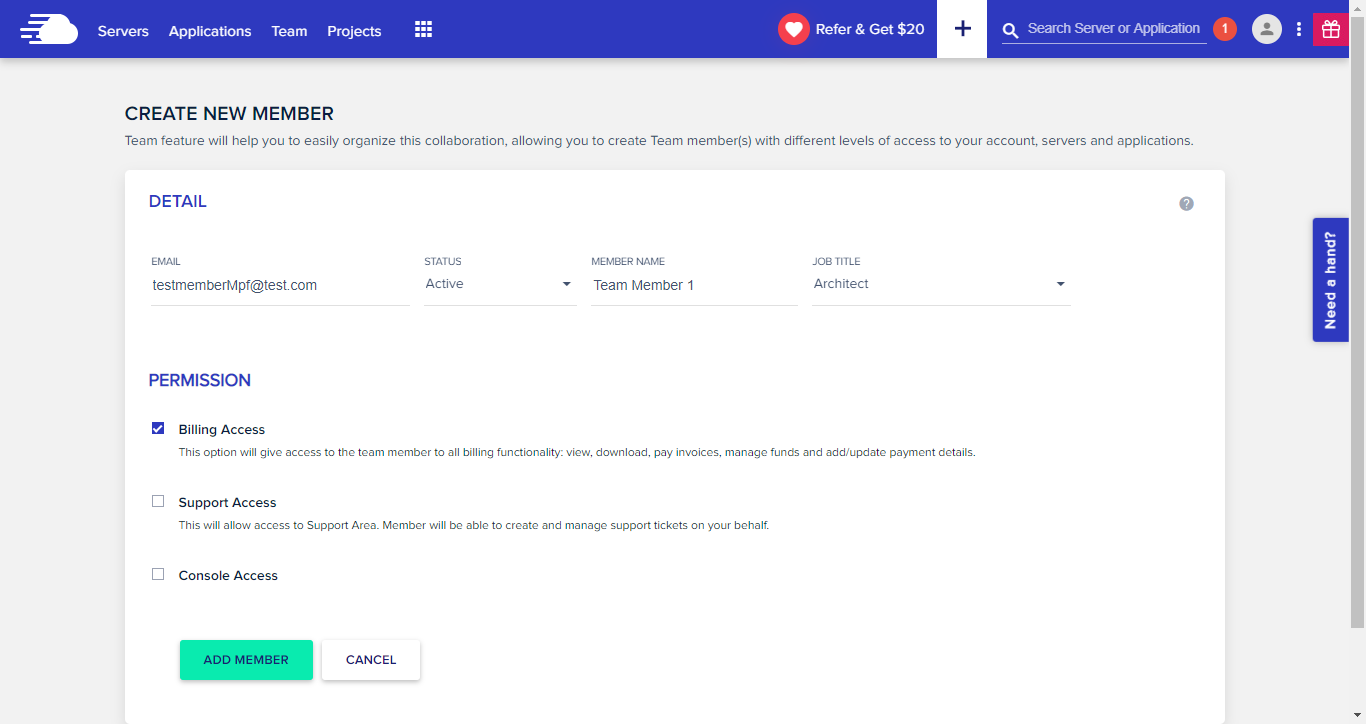 Servers Applications Team Projects Refer & Get $20 + Search Server or Application 1
CREATE NEW MEMBER
Team feature will help you to easily organize this collaboration, allowing you to create Team member(s) with different levels of access to your account, servers and applications.
DETAIL ?
EMAIL STATUS MEMBER NAME JOB TITLE
testmemberMpf@test.com Active Team Member 1 Architect
Need a hand?
PERMISSION
Billing Access
This option will give access to the team member to all billing functionality: view, download, pay invoices, manage funds and add/update payment details.
Support Access
This will allow access to Support Area. Member will be able to create and manage support tickets on your behalf.
Console Access
ADD MEMBER CANCEL